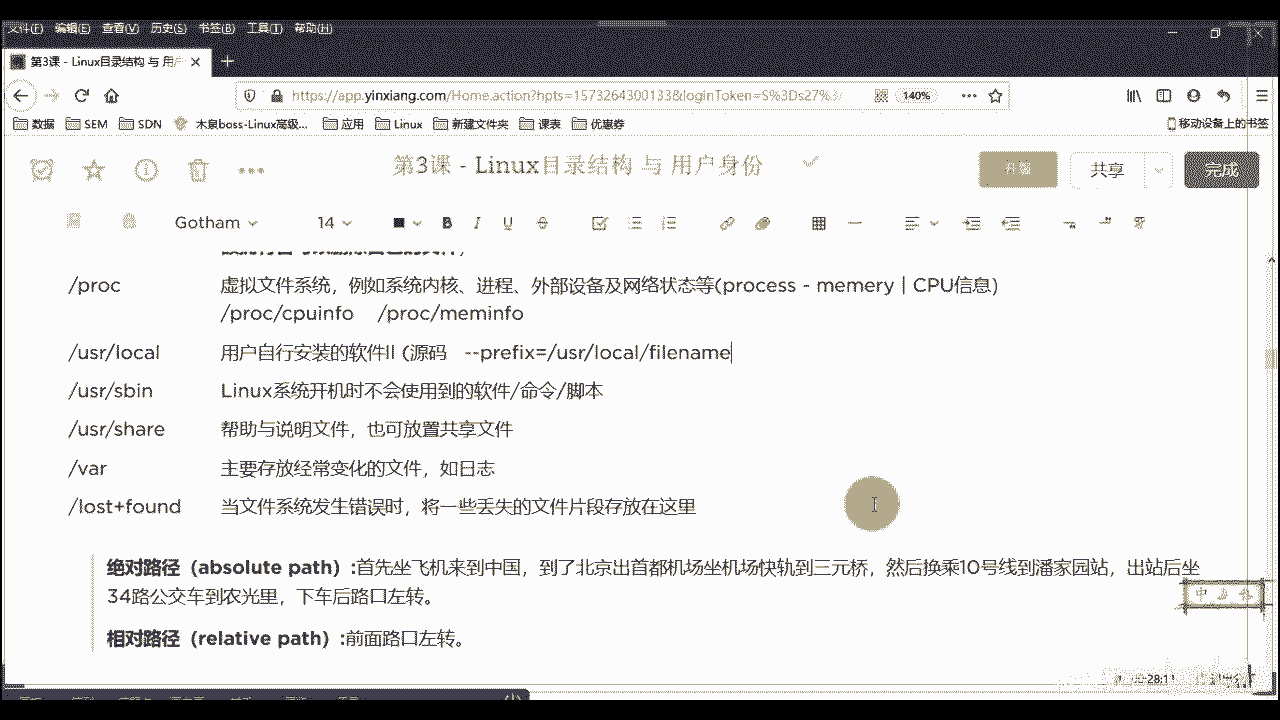 文件(F) 编辑(E) 查看(V) 历史(S) 书签(B) 工具(T) 帮助(H)
第3课 - Linux目录结构 与 用户
https://app.yinxiang.com/Home.action?hpts=1573264300133&loginToken=S%3Ds27%3 140%
数据 SEM SDN 木泉boss-Linux高级... 应用 Linux 新建文件夹 课表 优惠券 移动设备上的书签
第3课 - Linux目录结构 与 用户身份
共享 完成
Gotham 14 B I U
/proc 虚拟文件系统，例如系统内核、进程、外部设备及网络状态等(process - memery | CPU信息)
/proc/cpuinfo /proc/meminfo
/usr/local 用户自行安装的软件ll (源码 --prefix=/usr/local/filename
/usr/sbin Linux系统开机时不会使用到的软件/命令/脚本
/usr/share 帮助与说明文件，也可放置共享文件
/var 主要存放经常变化的文件，如日志
/lost+found 当文件系统发生错误时，将一些丢失的文件片段存放在这里
绝对路径（absolute path）:首先坐飞机来到中国，到了北京出首都机场坐机场快轨到三元桥，然后换乘10号线到潘家园站，出站后坐
34路公交车到农光里，下车后路口左转。
相对路径（relative path）:前面路口左转。
中